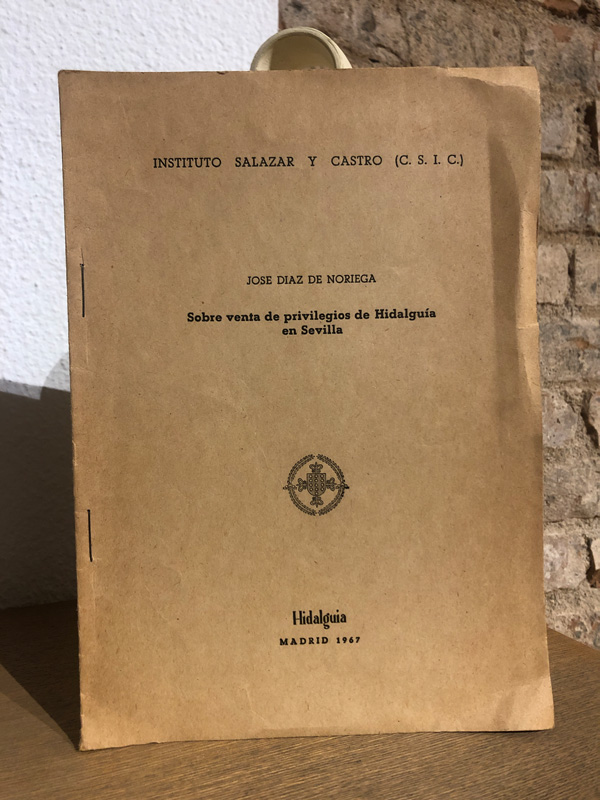 INSTITUTO SALAZAR Y CASTRO (C. S. I. C.)
JOSE DIAZ DE NORIEGA
Sobre venta de privilegios de Hidalguía
en Sevilla
Hidalguia
MADRID 1967